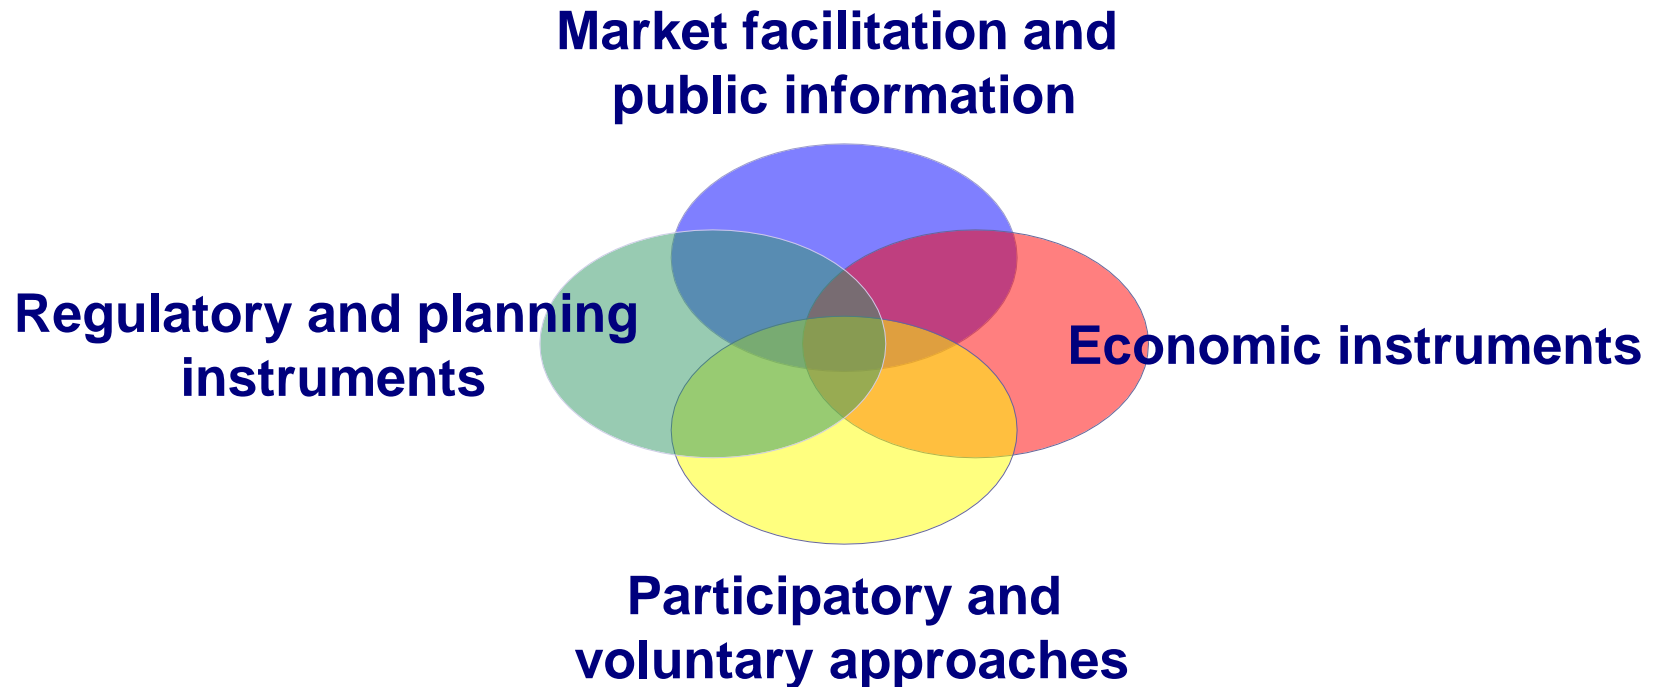 Market facilitation and
public information
Regulatory and planning
instruments
Economic instruments
Participatory and
voluntary approaches